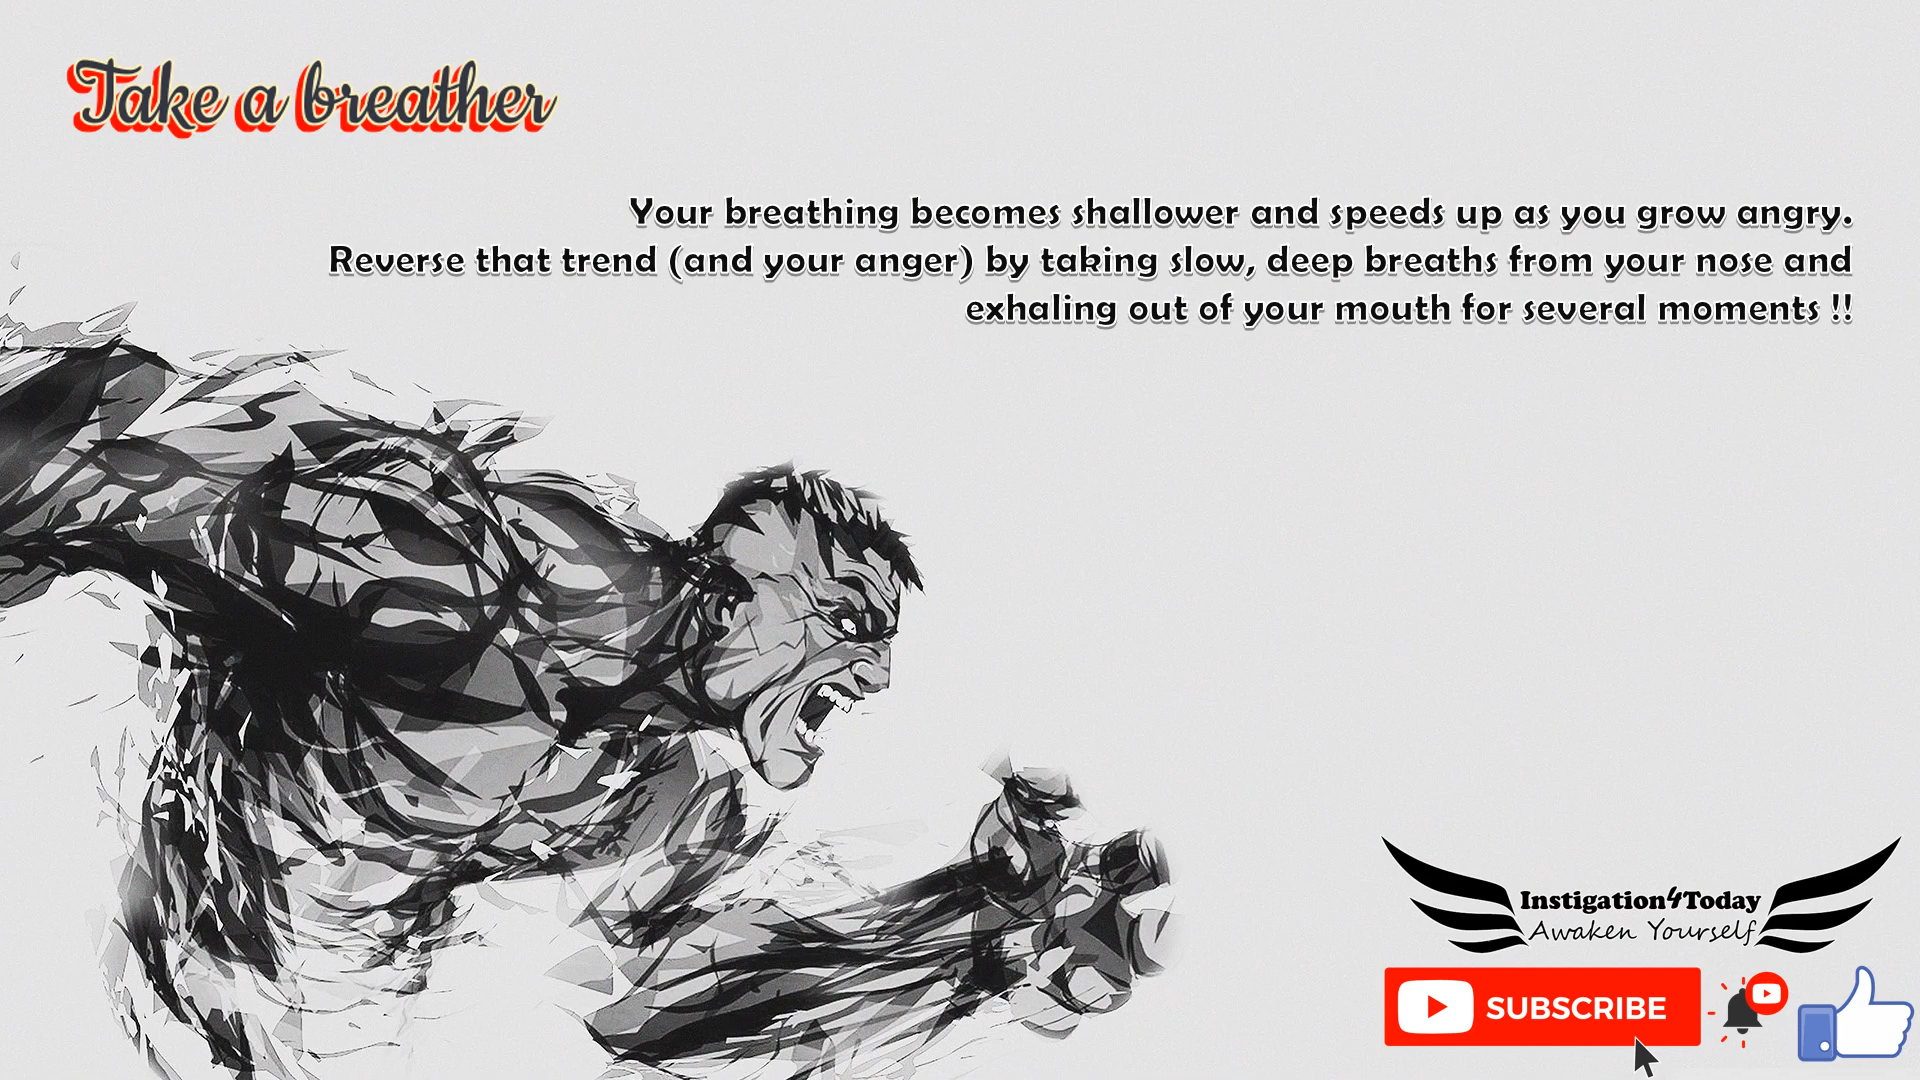 Take a breather
Your breathing becomes shallower and speeds up as you grow angry.
Reverse that trend (and your anger) by taking slow, deep breaths from your nose and
exhaling out of your mouth for several moments !!
Instigation4Today
Awaken Yourself
SUBSCRIBE